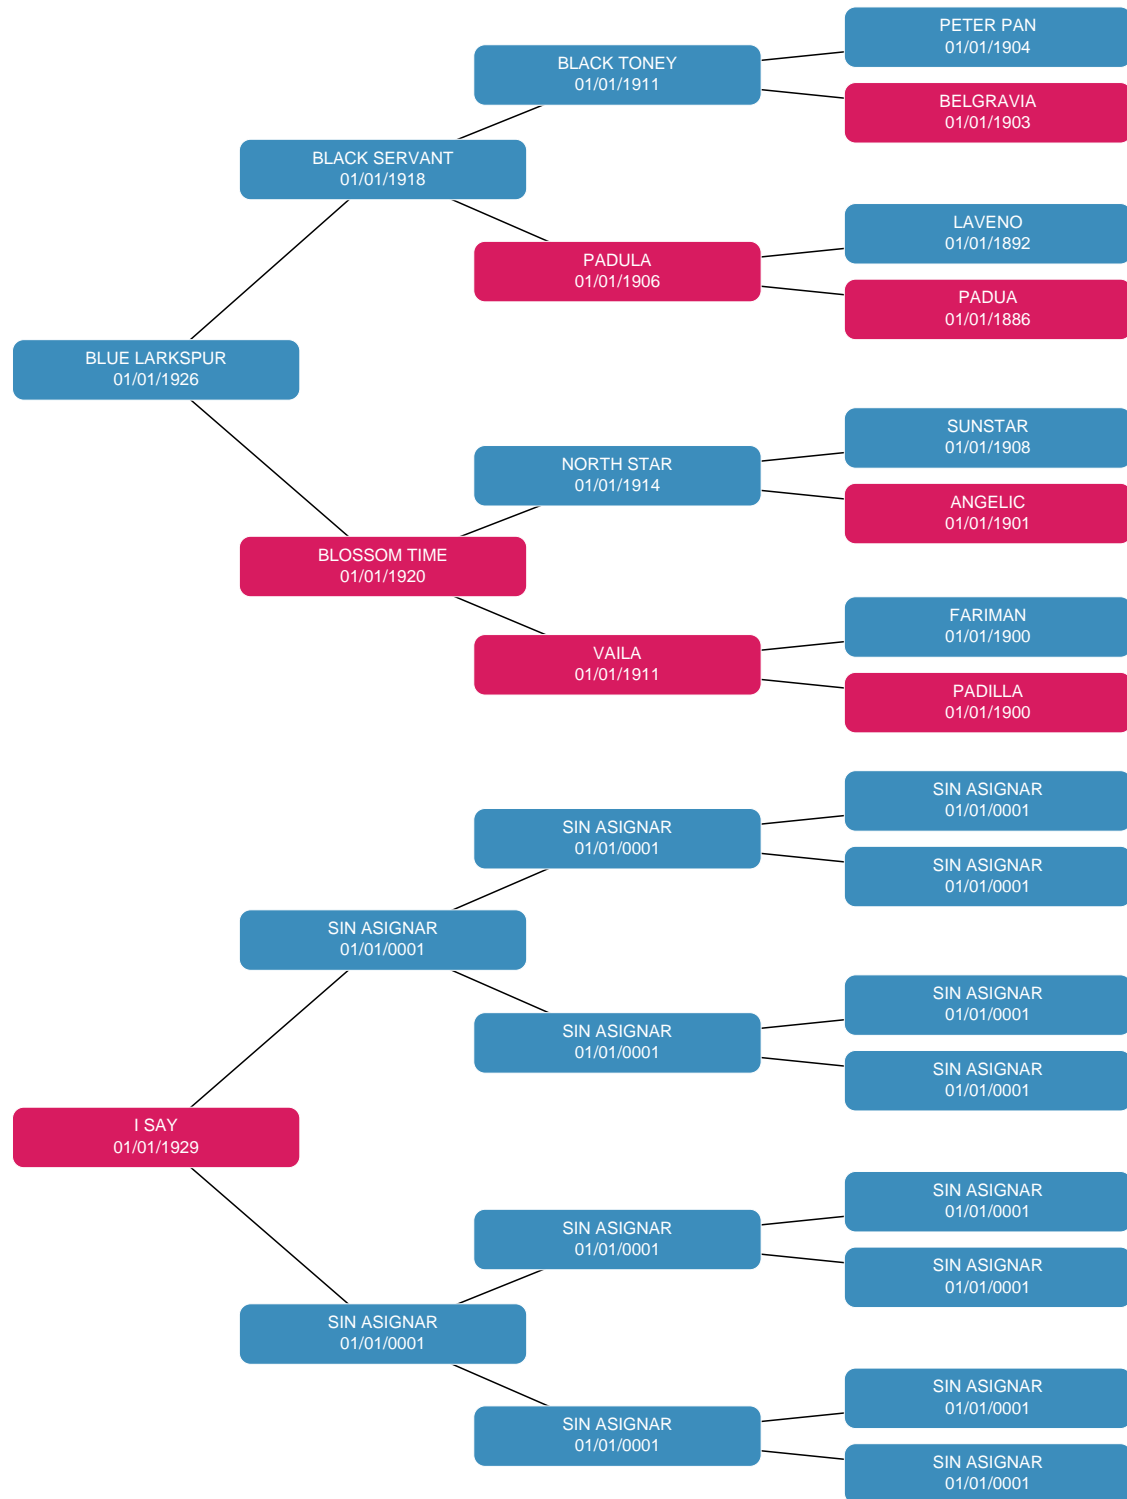 PETER PAN
01/01/1904
BLACK TONEY
01/01/1911
BELGRAVIA
01/01/1903
BLACK SERVANT
01/01/1918
LAVENO
01/01/1892
PADULA
01/01/1906
PADUA
01/01/1886
BLUE LARKSPUR
01/01/1926
SUNSTAR
01/01/1908
NORTH STAR
01/01/1914
ANGELIC
01/01/1901
BLOSSOM TIME
01/01/1920
FARIMAN
01/01/1900
VAILA
01/01/1911
PADILLA
01/01/1900
SIN ASIGNAR
01/01/0001
SIN ASIGNAR
01/01/0001
SIN ASIGNAR
01/01/0001
SIN ASIGNAR
01/01/0001
SIN ASIGNAR
01/01/0001
SIN ASIGNAR
01/01/0001
SIN ASIGNAR
01/01/0001
I SAY
01/01/1929
SIN ASIGNAR
01/01/0001
SIN ASIGNAR
01/01/0001
SIN ASIGNAR
01/01/0001
SIN ASIGNAR
01/01/0001
SIN ASIGNAR
01/01/0001
SIN ASIGNAR
01/01/0001
SIN ASIGNAR
01/01/0001